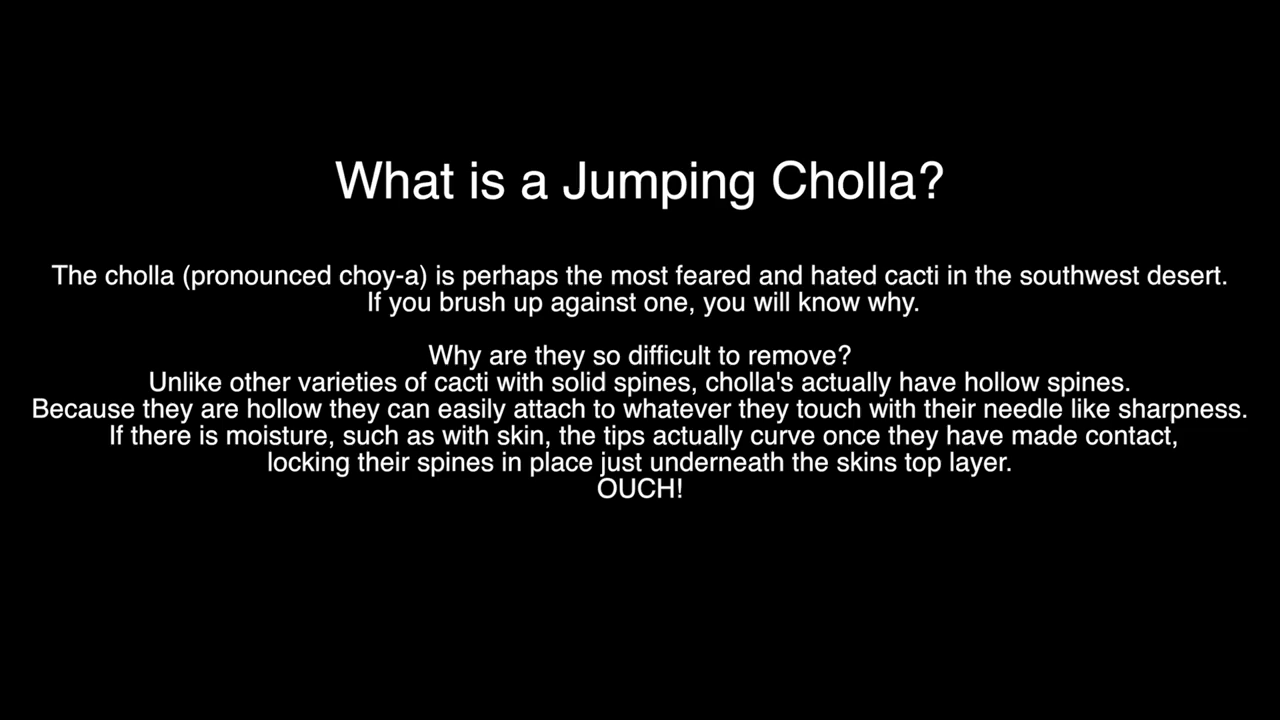 What is a Jumping Cholla?
The cholla (pronounced choy-a) is perhaps the most feared and hated cacti in the southwest desert.
If you brush up against one, you will know why.
Why are they so difficult to remove?
Unlike other varieties of cacti with solid spines, cholla's actually have hollow spines.
Because they are hollow they can easily attach to whatever they touch with their needle like sharpness.
If there is moisture, such as with skin, the tips actually curve once they have made contact,
locking their spines in place just underneath the skins top layer.
OUCH!